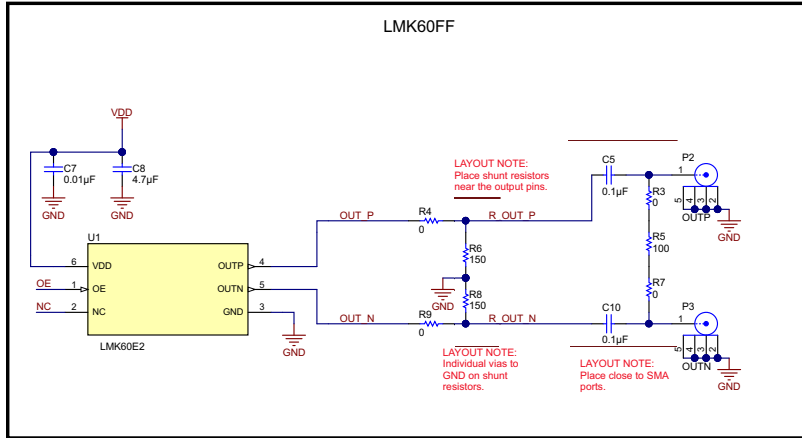 LMK60FF
VDD
C7
0.01µF
C8
4.7µF
GND
GND
U1
6
VDD
OE
1
OE
NC
2
NC
OUTP
4
OUTN
5
GND
3
LMK60E2
GND
OUT_P
R4
0
R_OUT_P
LAYOUT NOTE:
Place shunt resistors
near the output pins.
R6
150
GND
R8
150
OUT_N
R9
0
R_OUT_N
LAYOUT NOTE:
Individual vias to
GND on shunt
resistors.
C5
0.1µF
R3
0
R5
100
R7
0
C10
0.1µF
LAYOUT NOTE:
Place close to SMA
ports.
P2
1
5
4
3
2
OUTP
GND
P3
1
5
4
3
2
OUTN
GND